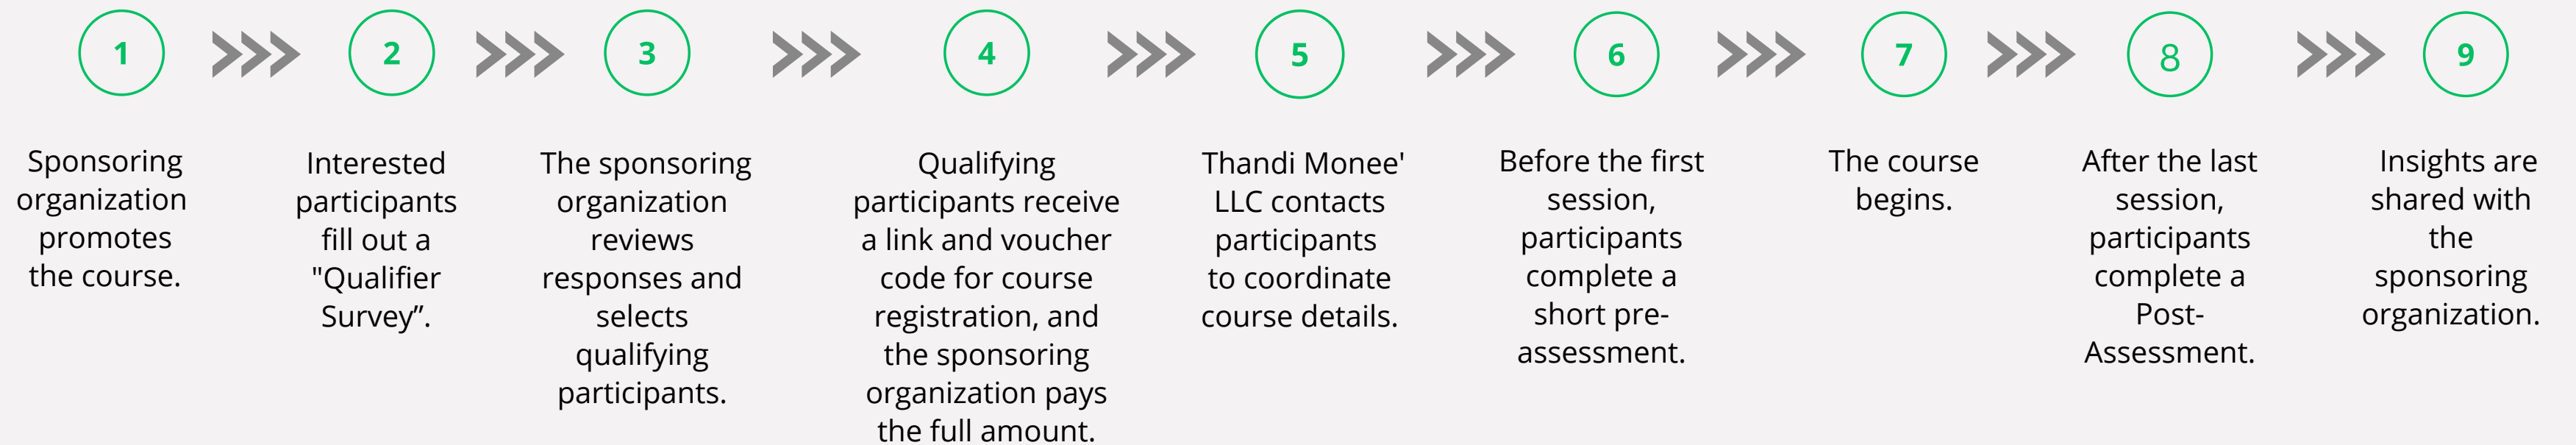 1
Sponsoring
organization
promotes
the course.
2
Interested
participants
fill out a
"Qualifier
Survey”.
3
The sponsoring
organization
reviews
responses and
selects
qualifying
participants.
4
Qualifying
participants receive
a link and voucher
code for course
registration, and
the sponsoring
organization pays
the full amount.
5
Thandi Monee'
LLC contacts
participants
to coordinate
course details.
6
Before the first
session,
participants
complete a
short pre-
assessment.
7
The course
begins.
8
After the last
session,
participants
complete a
Post-
Assessment.
9
Insights are
shared with
the
sponsoring
organization.